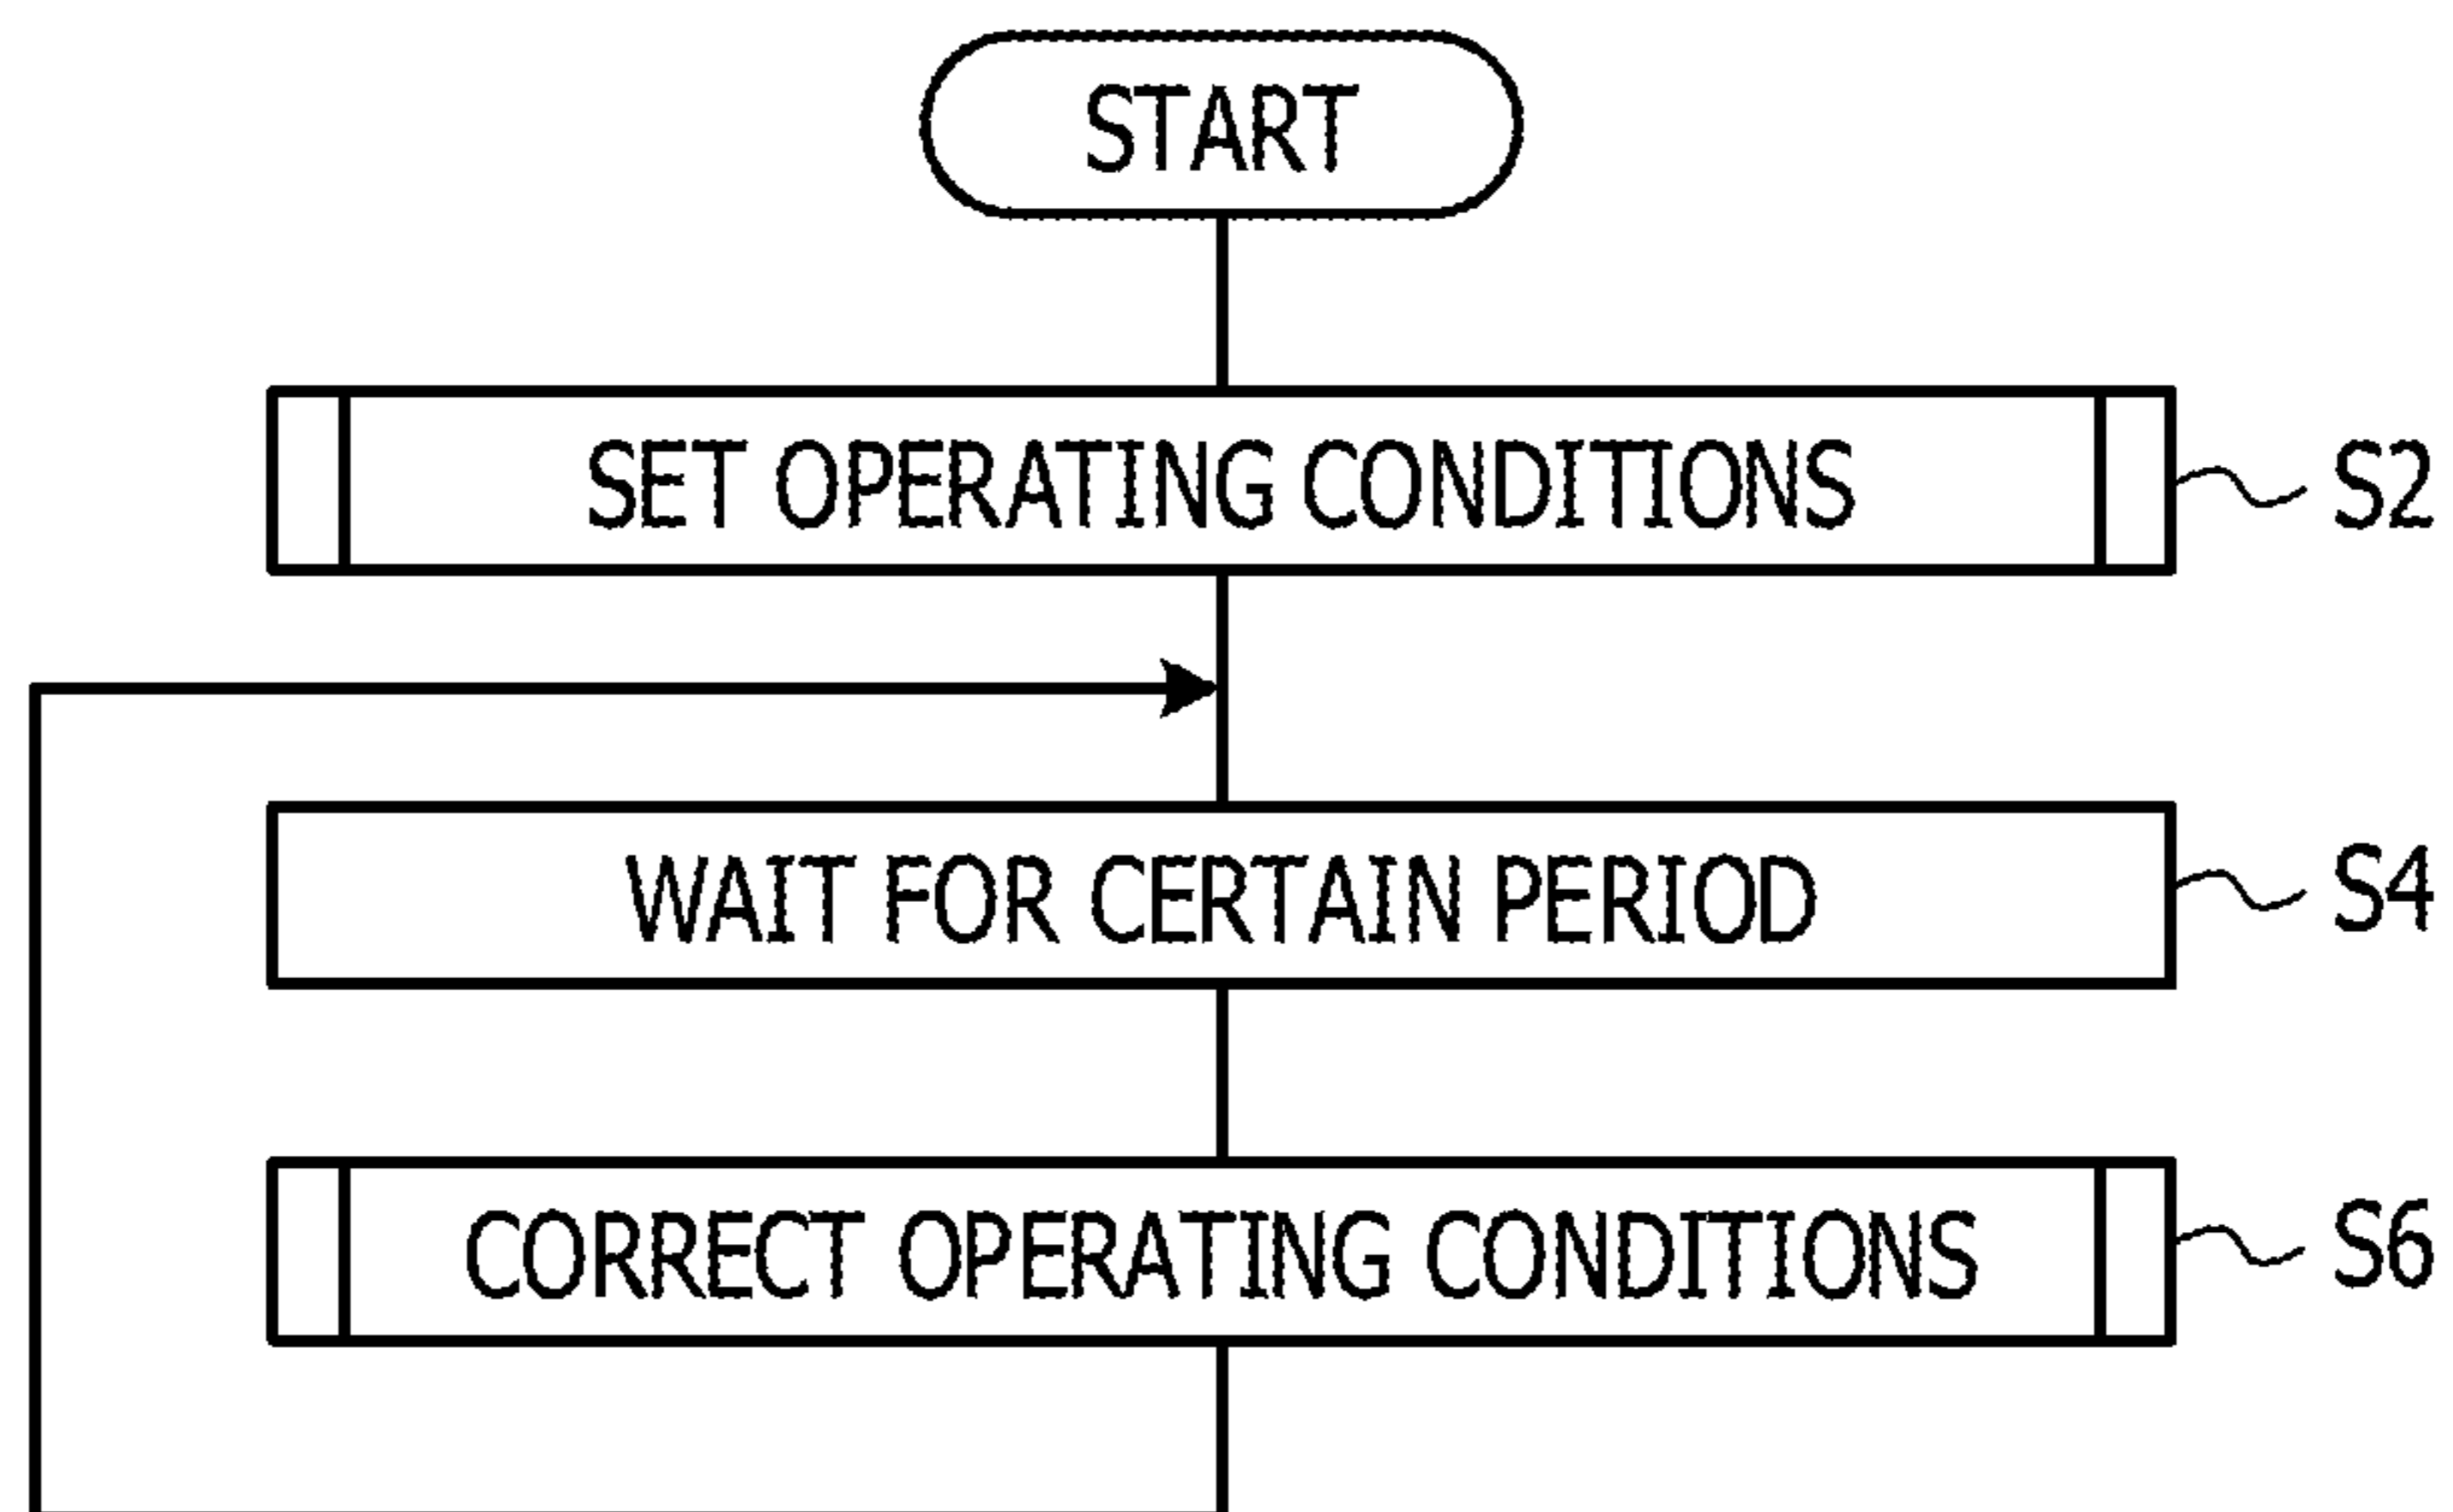 START
SET OPERATING CONDITIONS
S2
WAIT FOR CERTAIN PERIOD
S4
CORRECT OPERATING CONDITIONS
S6